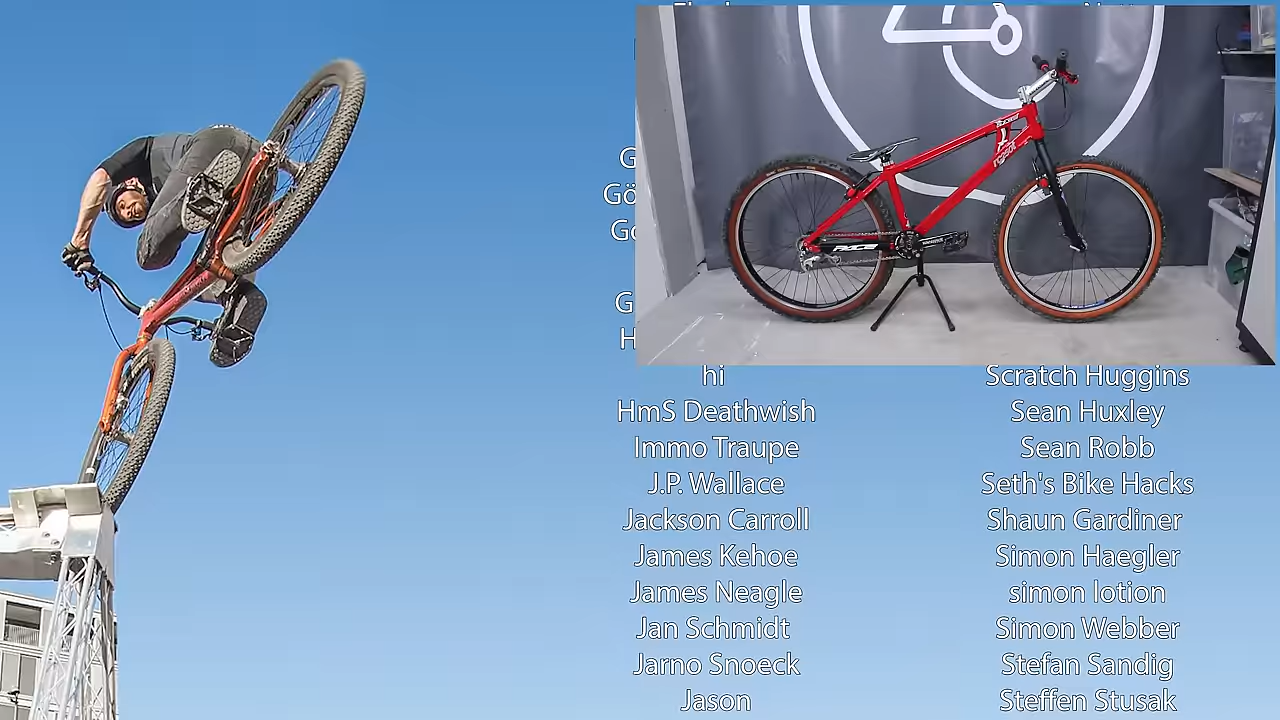 hi
HmS Deathwish
Immo Traupe
J.P. Wallace
Jackson Carroll
James Kehoe
James Neagle
Jan Schmidt
Jarno Snoeck
Jason
Scratch Huggins
Sean Huxley
Sean Robb
Seth's Bike Hacks
Shaun Gardiner
Simon Haegler
simon lotion
Simon Webber
Stefan Sandig
Steffen Stusak